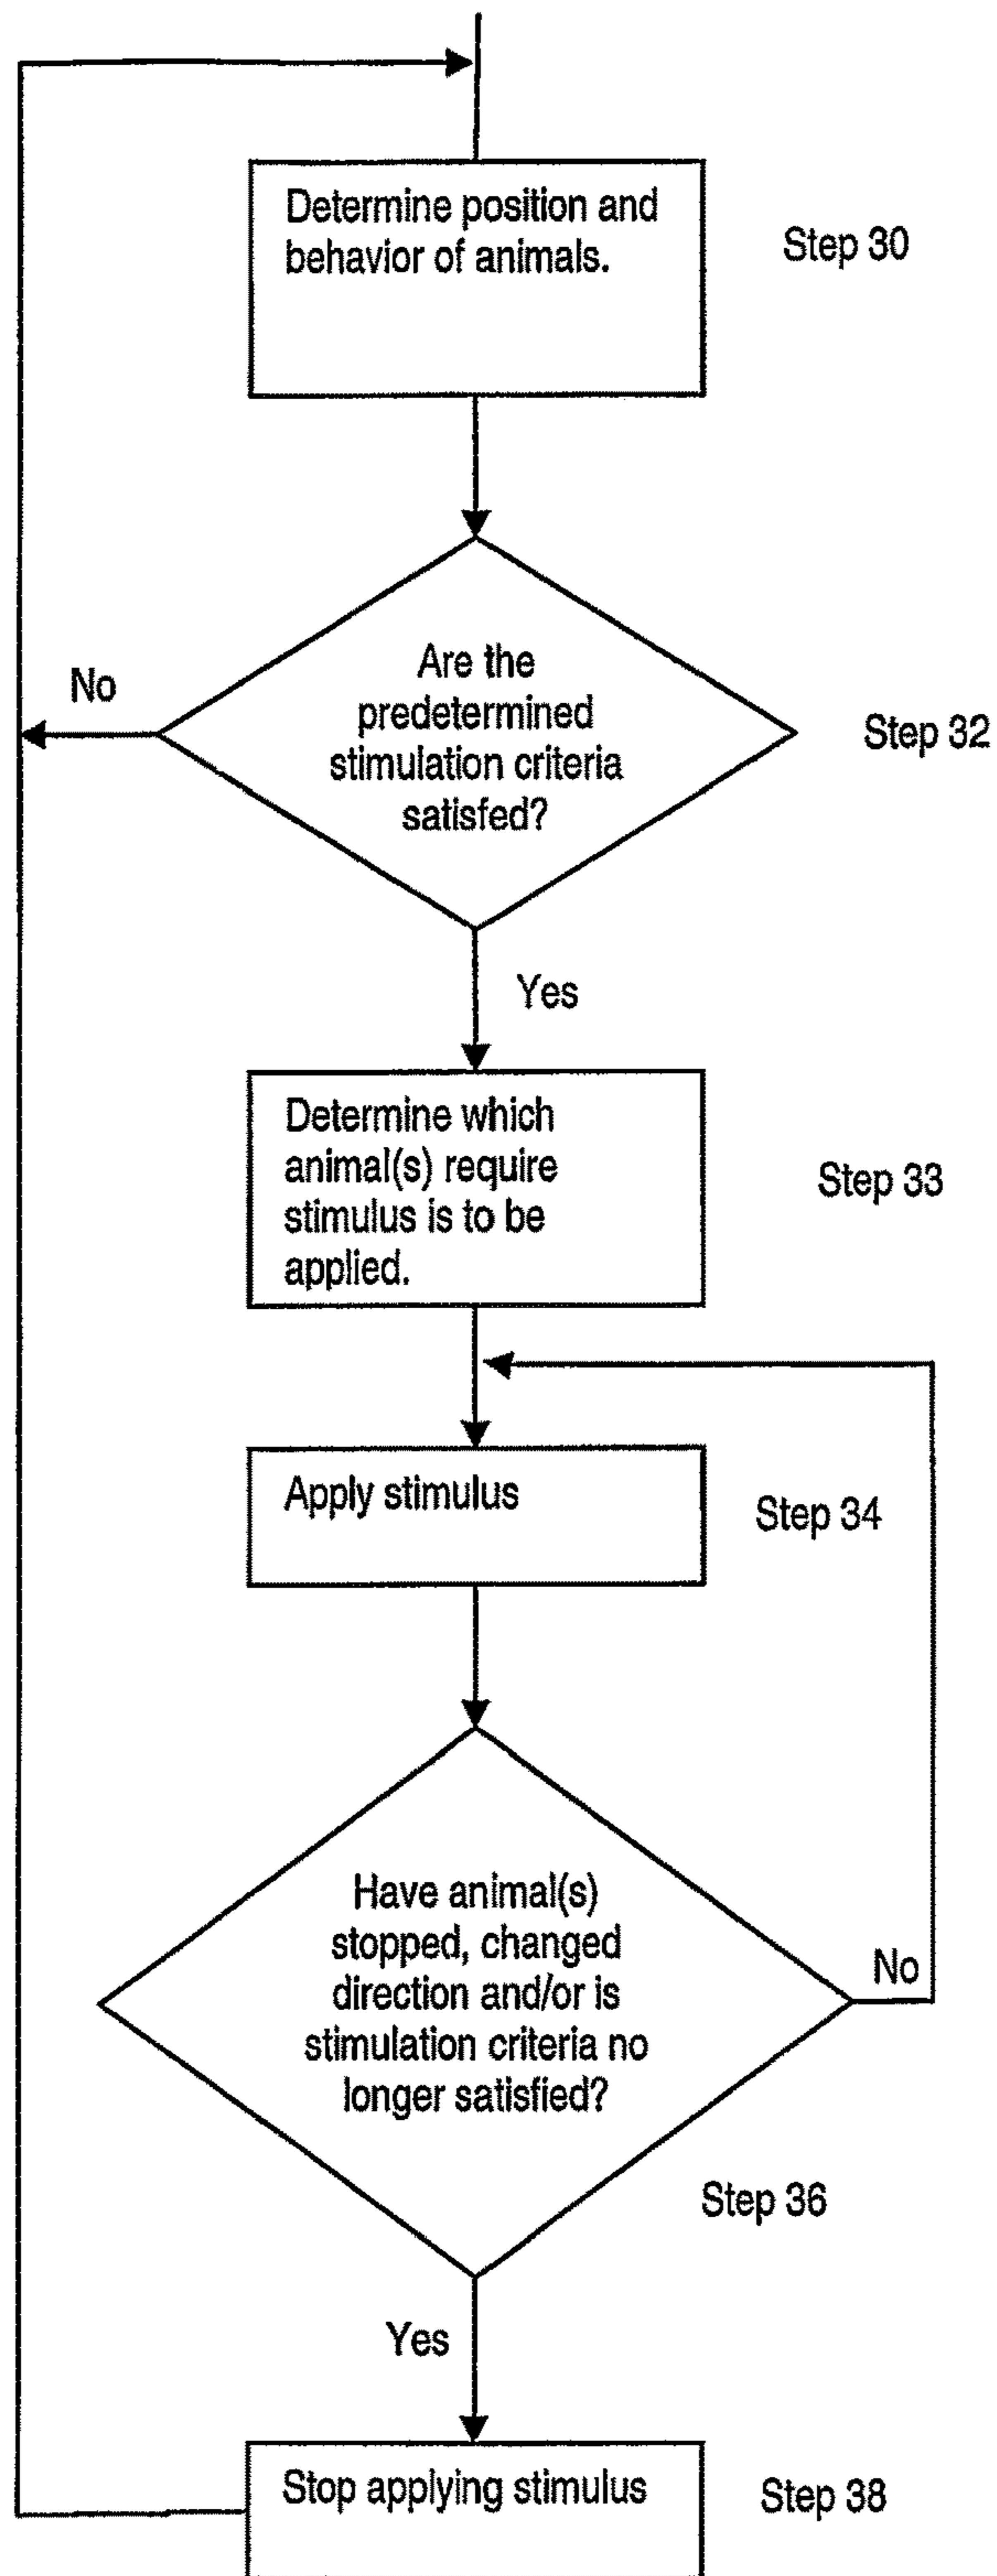 Determine position and
behavior of animals.
Step 30
Are the
predetermined
stimulation criteria
satisfed?
No
Step 32
Yes
Determine which
animal(s) require
stimulus is to be
applied.
Step 33
Apply stimulus
Step 34
Have animal(s)
stopped, changed
direction and/or is
stimulation criteria no
longer satisfied?
No
Step 36
Yes
Stop applying stimulus
Step 38